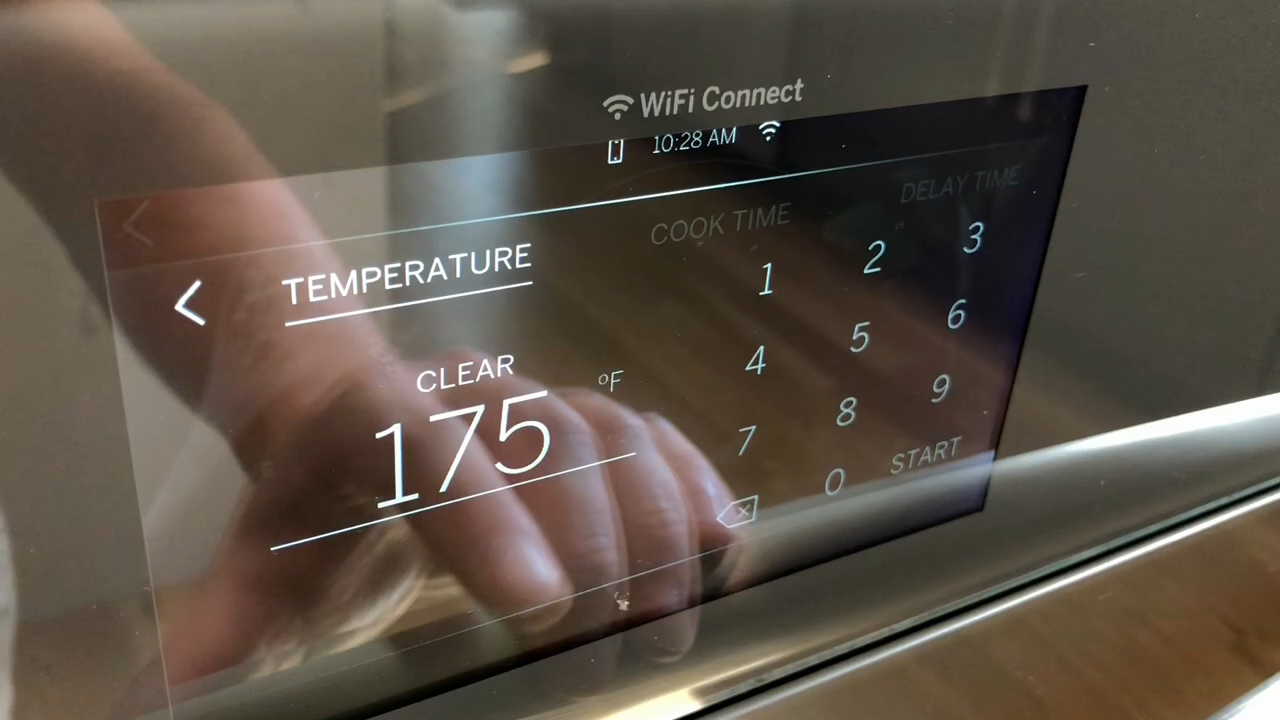 WiFi Connect
10:28 AM
TEMPERATURE
COOK TIME
DELAY TIME
CLEAR
175
°F
1 2 3
4 5 6
7 8 9
0 START